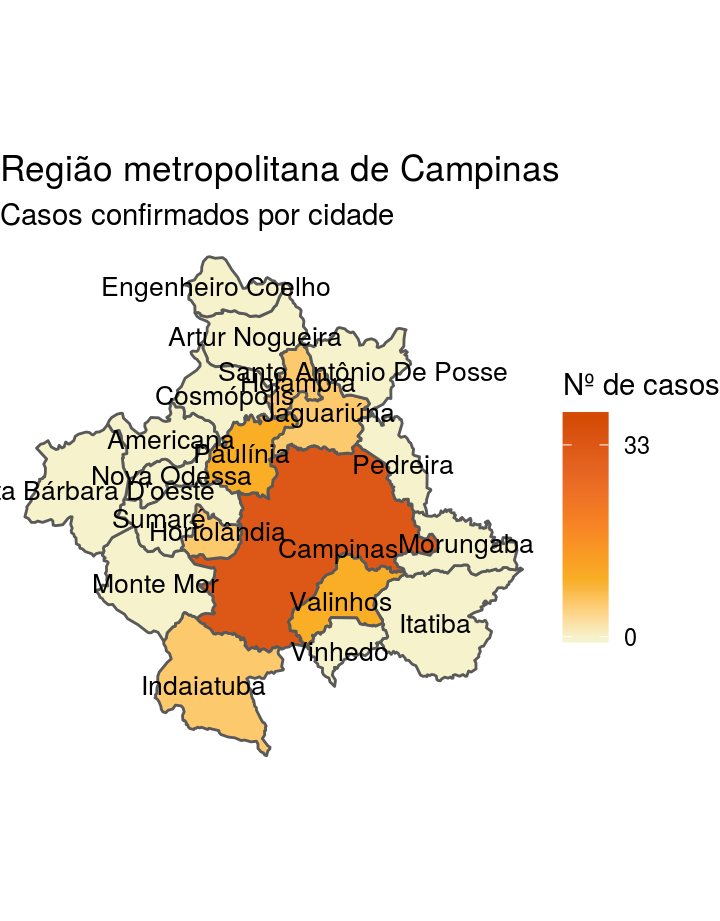 Região metropolitana de Campinas
Casos confirmados por cidade
Engenheiro Coelho
Artur Nogueira
Santo Antônio De Posse
Holambra
Cosmópolis
Jaguariúna
Americana
Paulínia
Pedreira
Nova Odessa
ta Bárbara D'oeste
Sumaré
Hortolândia
Campinas
Morungaba
Monte Mor
Valinhos
Itatiba
Vinhedo
Indaiatuba
Nº de casos
33
0